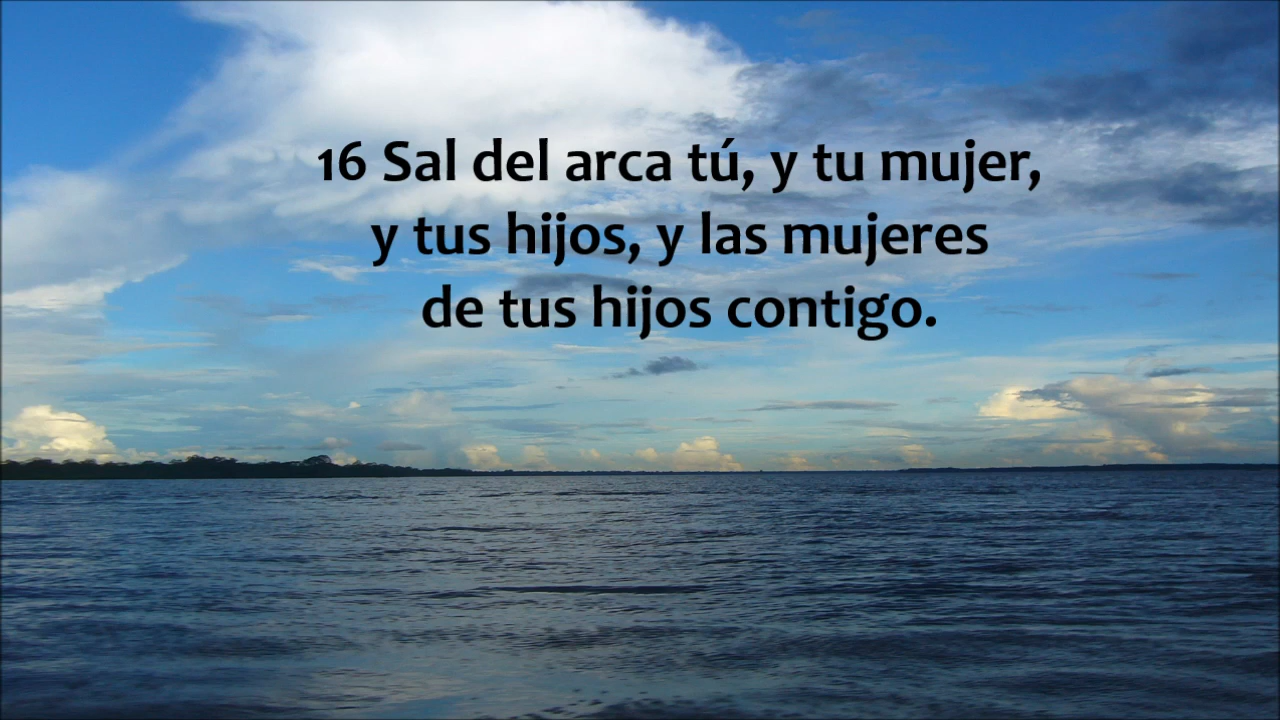 16 Sal del arca tú, y tu mujer,
y tus hijos, y las mujeres
de tus hijos contigo.